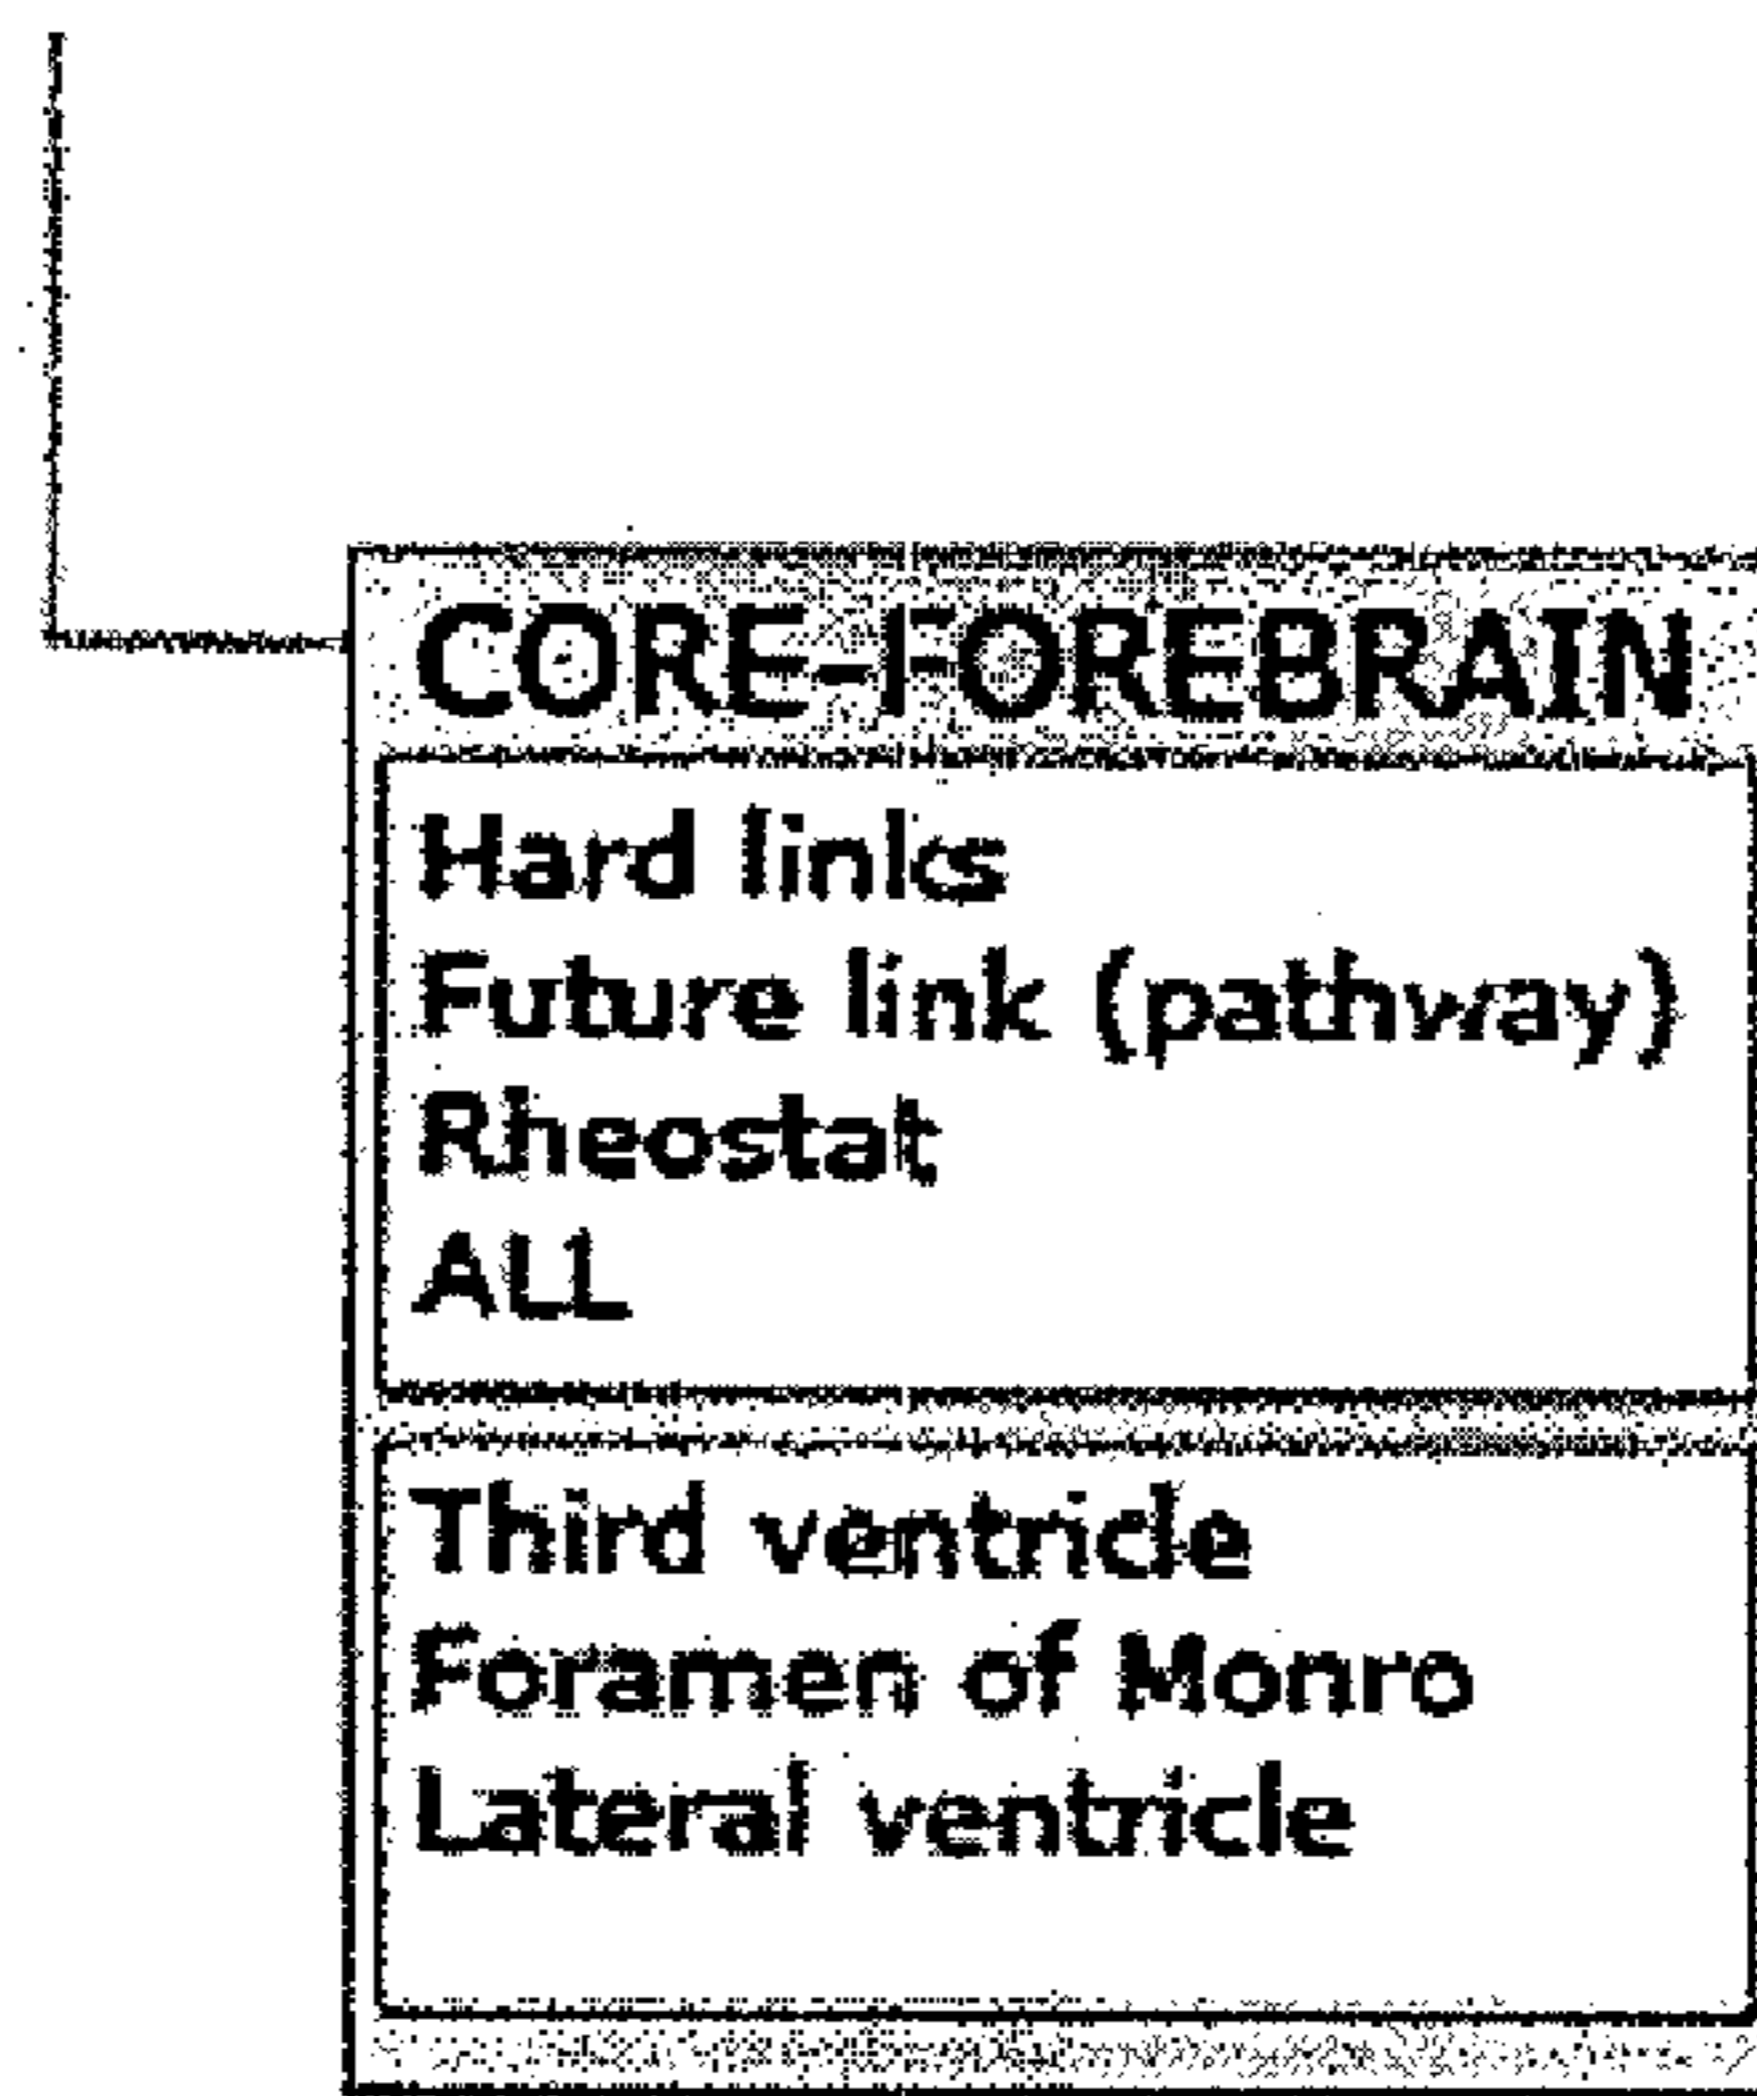 CORE-FOREBRAIN
Hard links
Future link (pathway)
Rheostat
ALL
Third ventricle
Foramen of Monro
Lateral ventricle